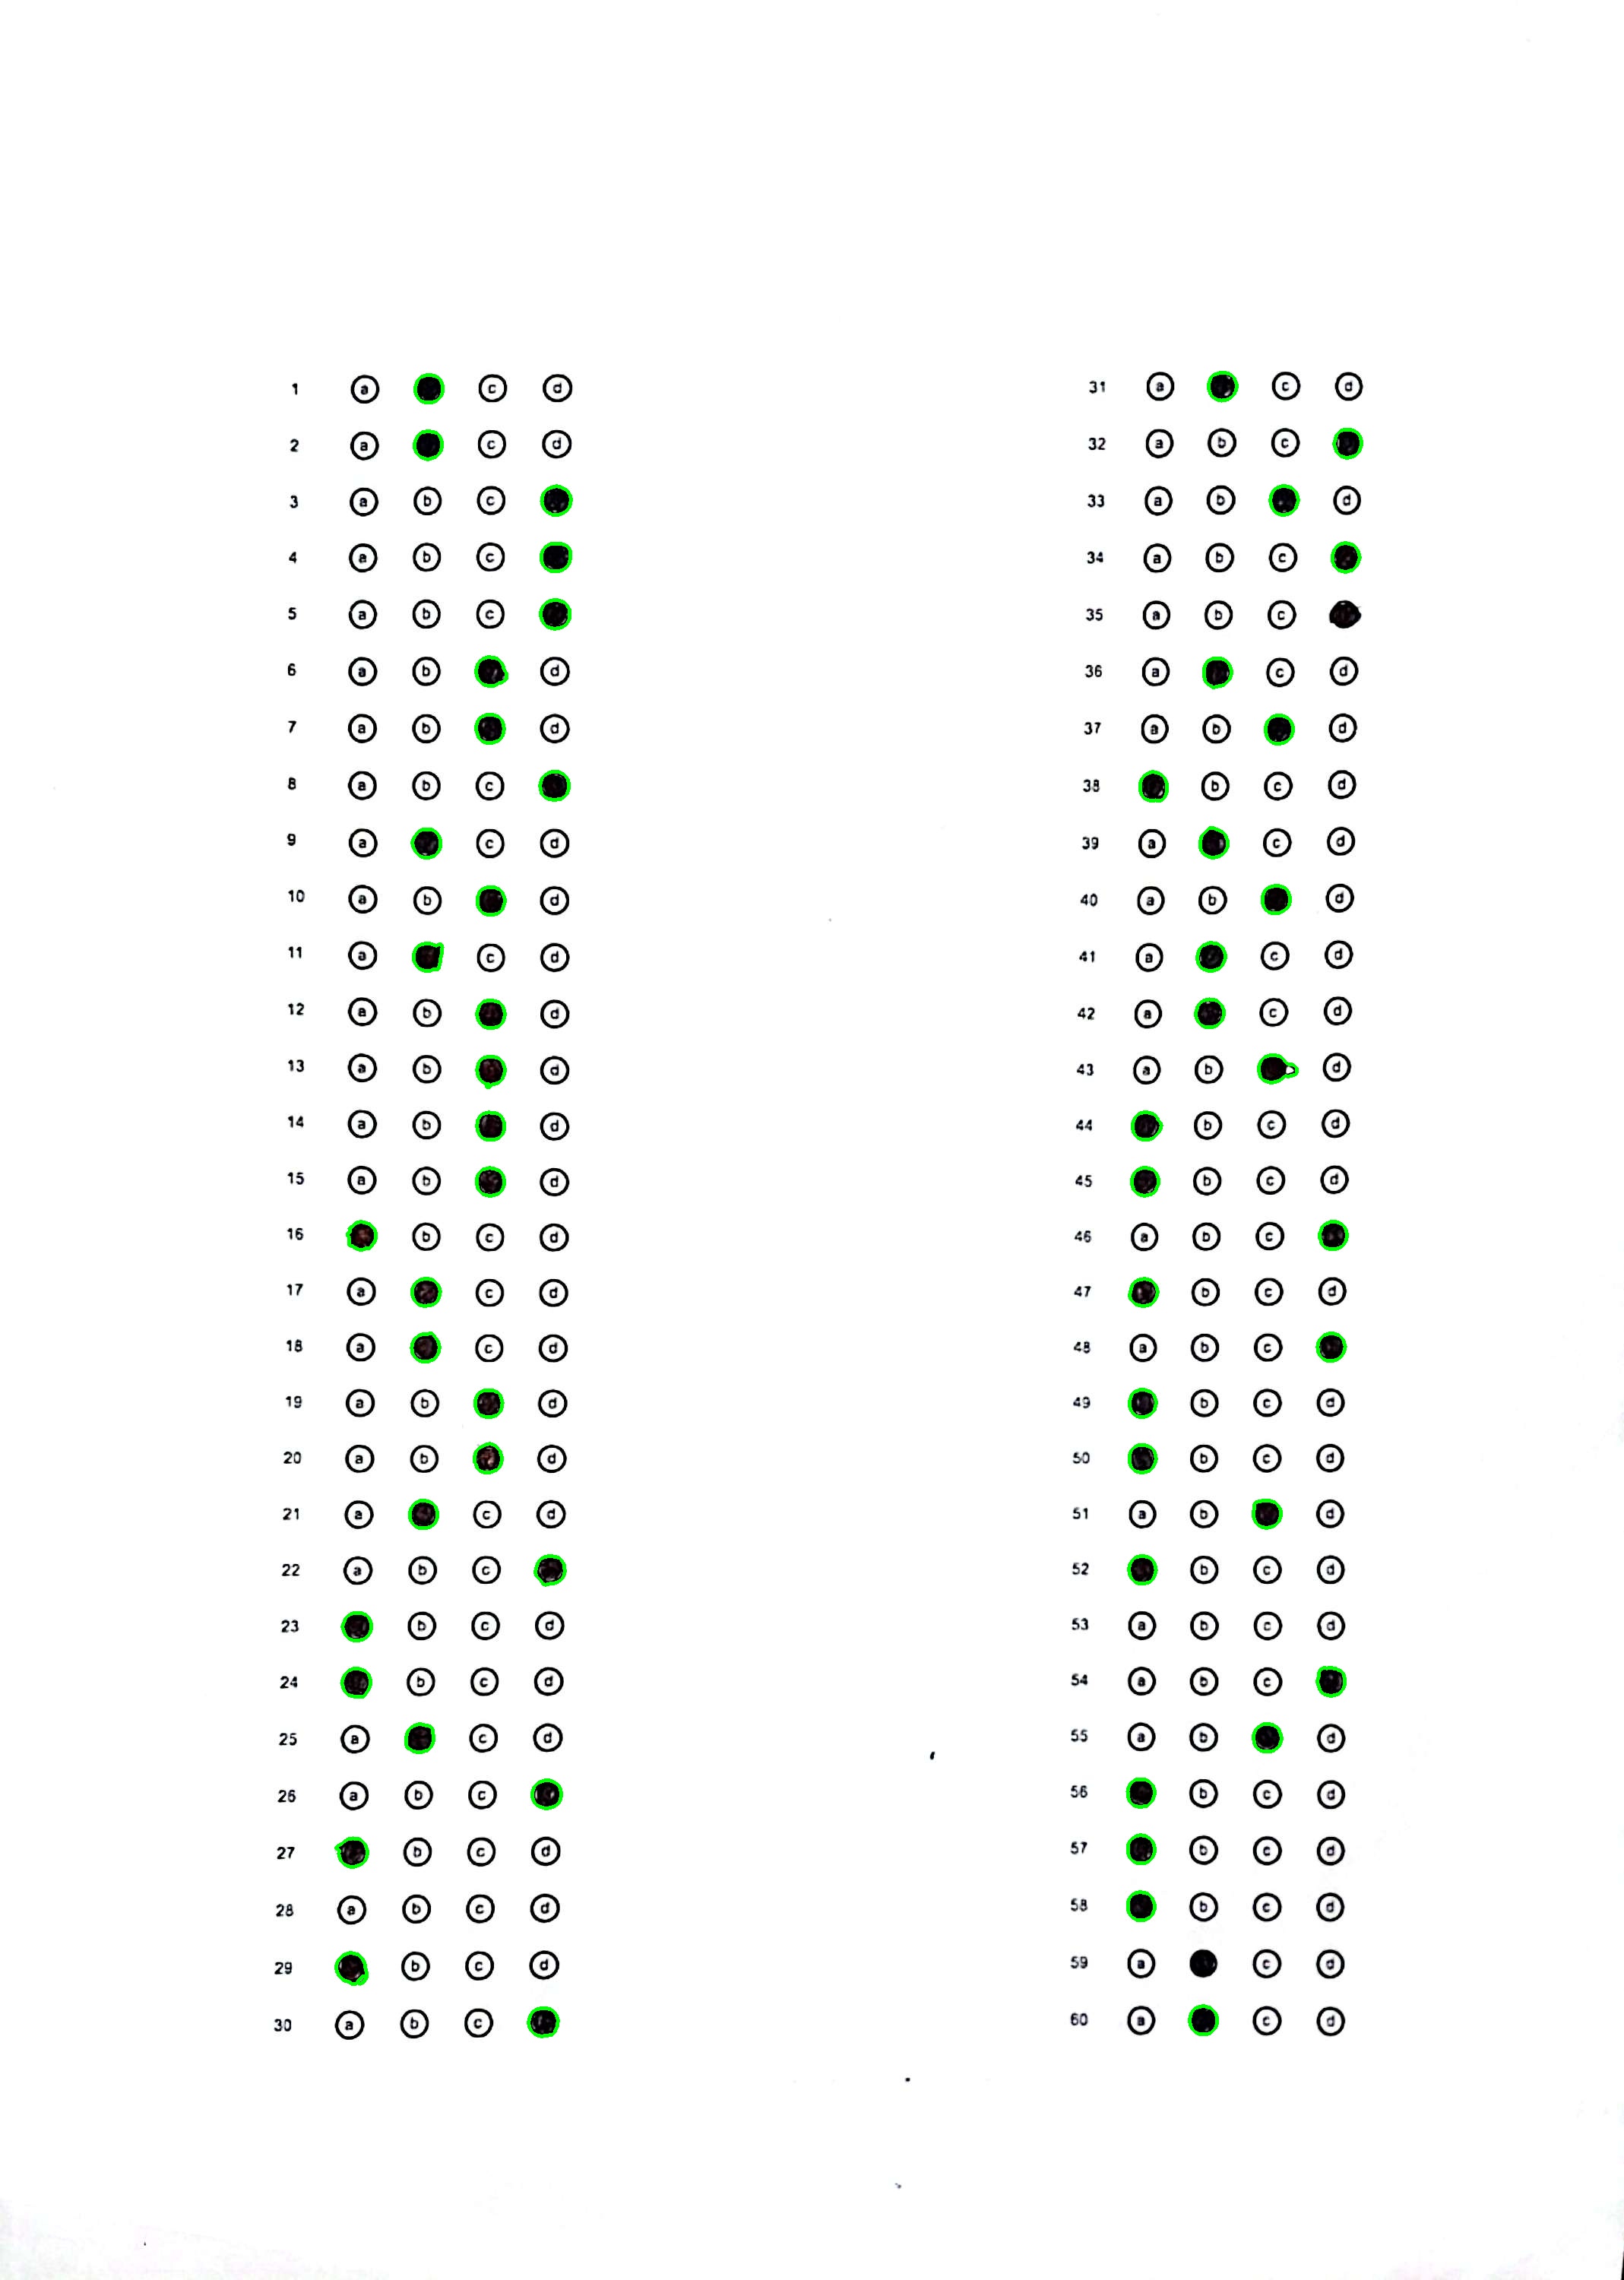 1 a c d
2 a c d
3 a b c
4 a b c
5 a b c
6 a b d
7 a b d
8 a b c
9 a c d
10 a b d
11 a c d
12 a b d
13 a b d
14 a b d
15 a b d
16 b c d
17 a c d
18 a c d
19 a b d
20 a b d
21 a c d
22 a b c
23 b c d
24 b c d
25 a c d
26 a b c
27 b c d
28 a b c d
29 b c d
30 a b c
31 a c d
32 a b c
33 a b d
34 a b c
35 a b c
36 a c d
37 a b d
38 b c d
39 a c d
40 a b d
41 a c d
42 a c d
43 a b d
44 b c d
45 b c d
46 a b c
47 b c d
48 a b c
49 b c d
50 b c d
51 a b d
52 b c d
53 a b c d
54 a b c
55 a b d
56 b c d
57 b c d
58 b c d
59 a c d
60 a c d